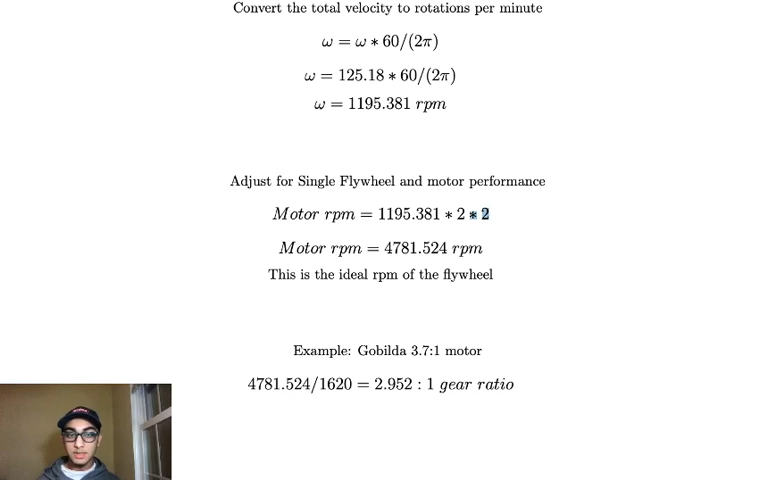 Convert the total velocity to rotations per minute
ω = ω ∗ 60/(2π)
ω = 125.18 ∗ 60/(2π)
ω = 1195.381 rpm
Adjust for Single Flywheel and motor performance
Motor rpm = 1195.381 ∗ 2 ∗ 2
Motor rpm = 4781.524 rpm
This is the ideal rpm of the flywheel
Example: Gobilda 3.7:1 motor
4781.524/1620 = 2.952 : 1 gear ratio